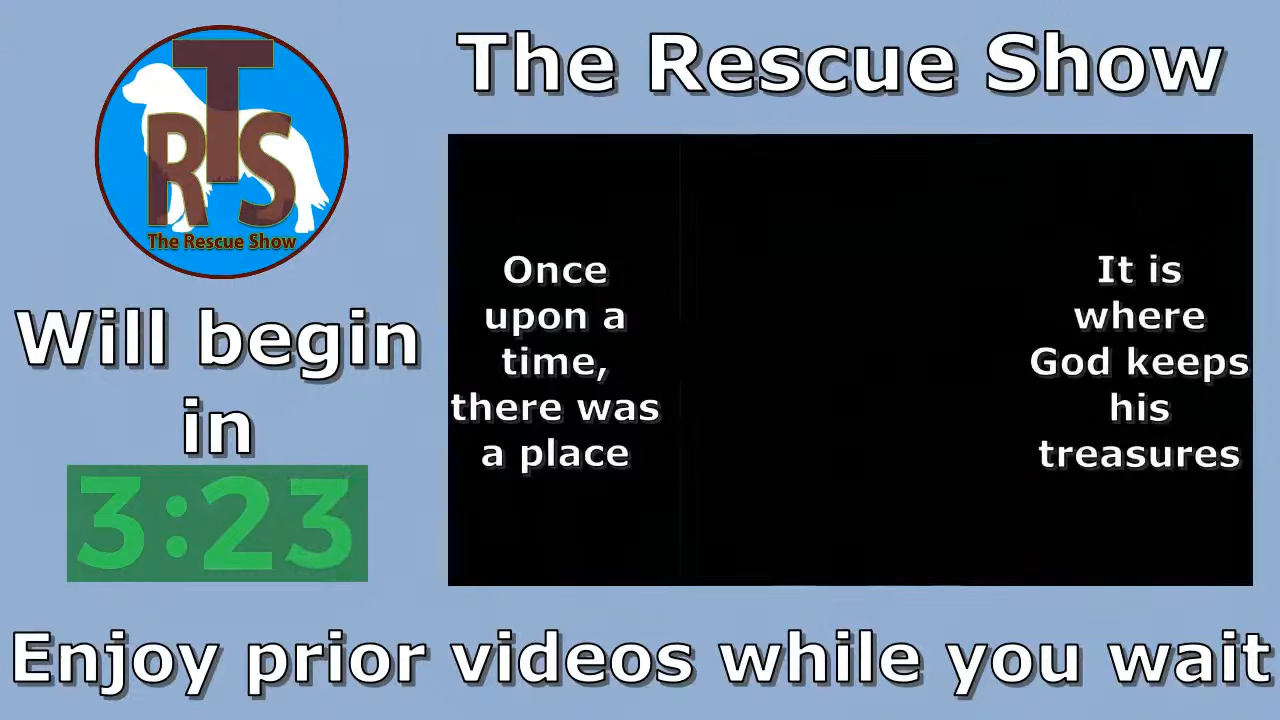 The Rescue Show
RTS
The Rescue Show
Will begin
in
3:23
Once
upon a
time,
there was
a place
It is
where
God keeps
his
treasures
Enjoy prior videos while you wait